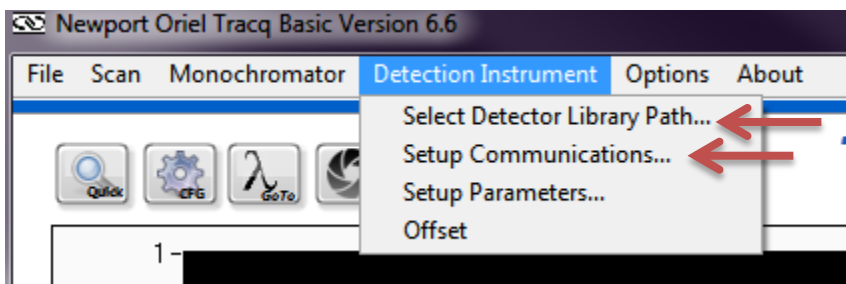 Newport Oriel Tracq Basic Version 6.6
File Scan Monochromator Detection Instrument Options About
Select Detector Library Path...
Setup Communications...
Setup Parameters...
Offset
Quick CFG λ GoTo
1